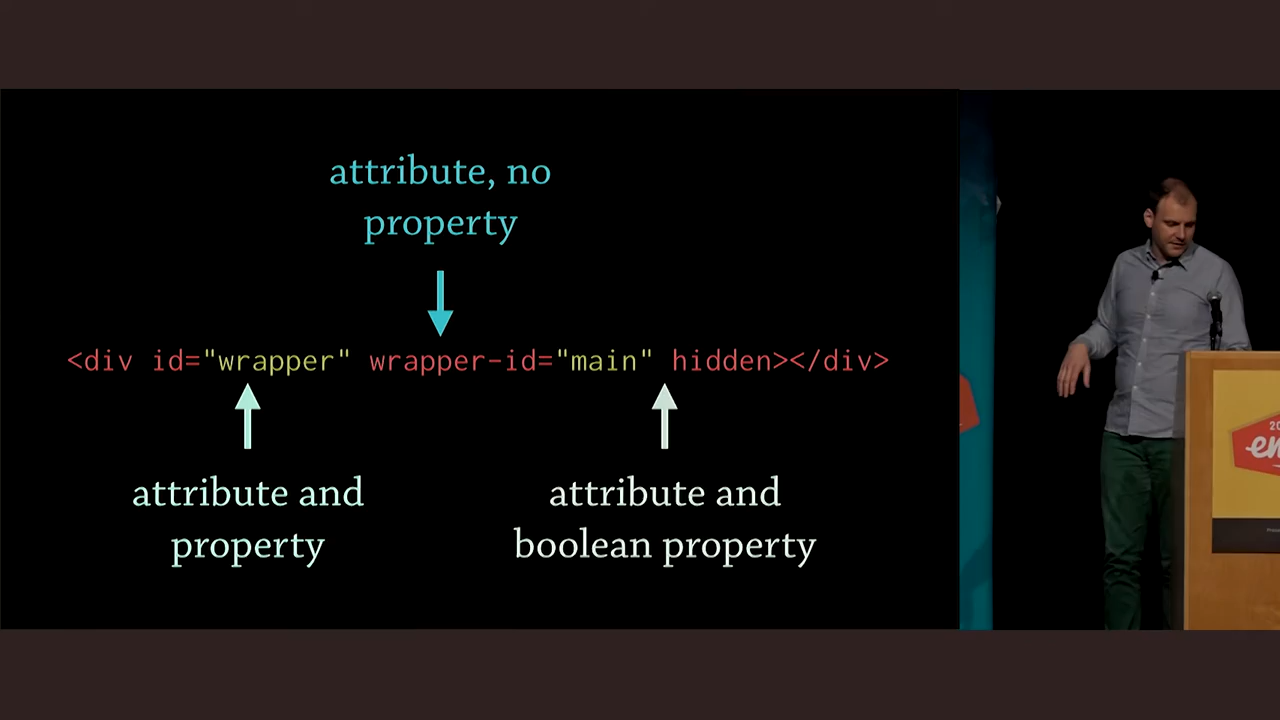 attribute, no
property
<div id="wrapper" wrapper-id="main" hidden></div>
attribute and
property
attribute and
boolean property